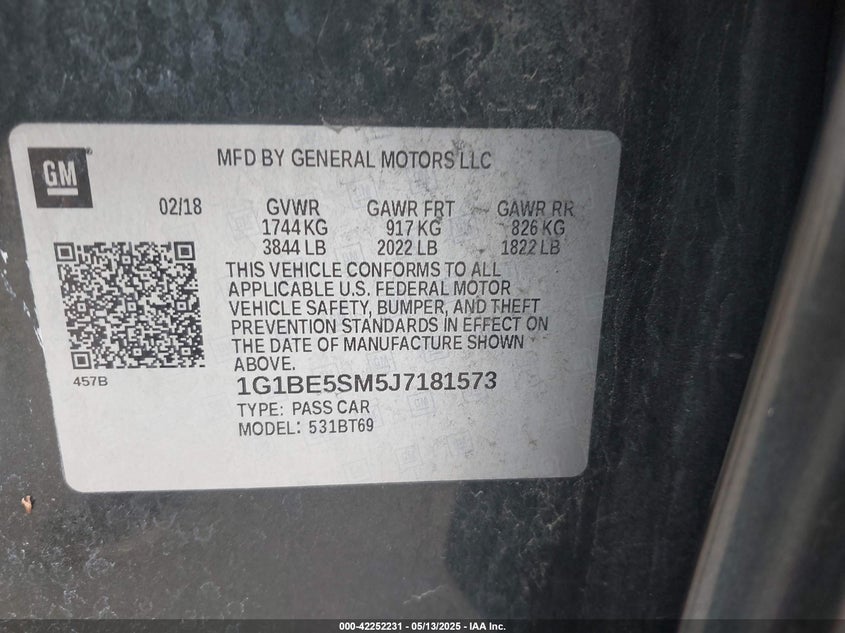 GM
MFD BY GENERAL MOTORS LLC
02/18 GVWR GAWR FRT GAWR RR
1744 KG 917 KG 826 KG
3844 LB 2022 LB 1822 LB
THIS VEHICLE CONFORMS TO ALL
APPLICABLE U.S. FEDERAL MOTOR
VEHICLE SAFETY, BUMPER, AND THEFT
PREVENTION STANDARDS IN EFFECT ON
THE DATE OF MANUFACTURE SHOWN
ABOVE.
457B
1G1BE5SM5J7181573
TYPE: PASS CAR
MODEL: 531BT69
000-42252231 - 05/13/2025 - IAA Inc.